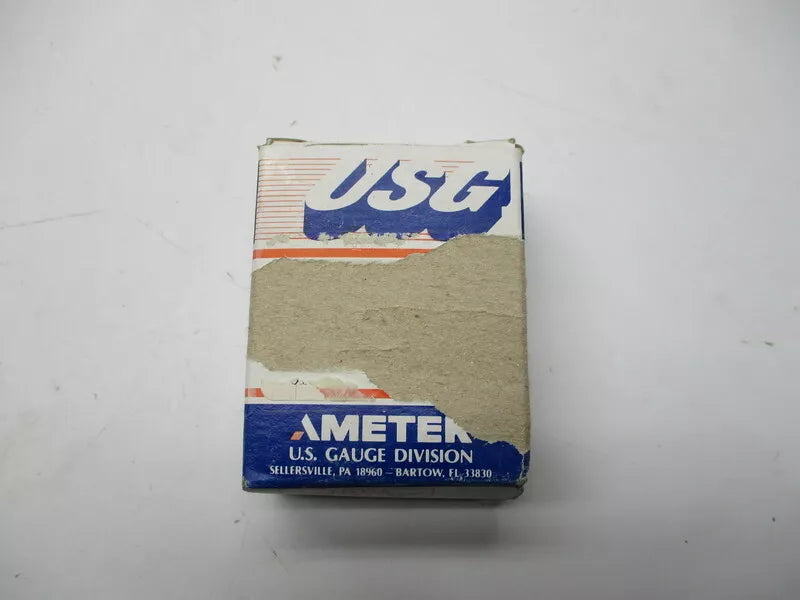 USG
AMETEK
U.S. GAUGE DIVISION
SELLERSVILLE, PA 18960 — BARTOW, FL 33830